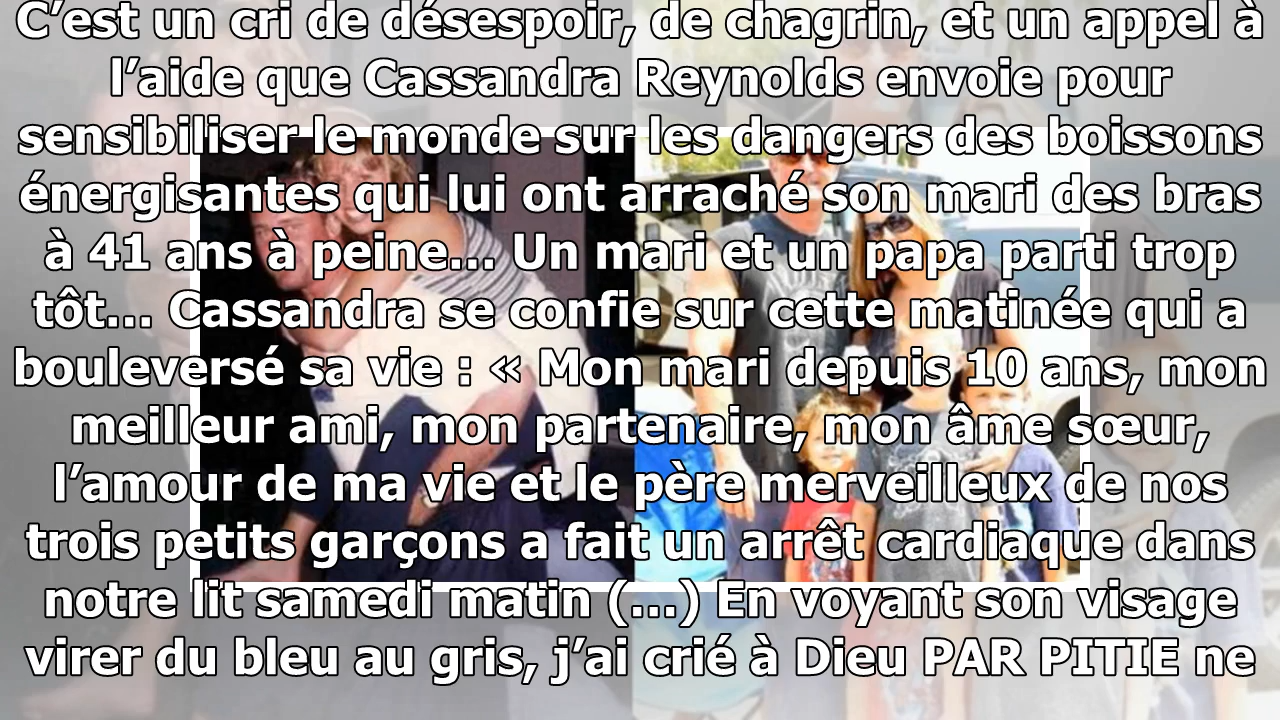 C’est un cri de désespoir, de chagrin, et un appel à
l’aide que Cassandra Reynolds envoie pour
sensibiliser le monde sur les dangers des boissons
énergisantes qui lui ont arraché son mari des bras
à 41 ans à peine... Un mari et un papa parti trop
tôt... Cassandra se confie sur cette matinée qui a
bouleversé sa vie : « Mon mari depuis 10 ans, mon
meilleur ami, mon partenaire, mon âme sœur,
l’amour de ma vie et le père merveilleux de nos
trois petits garçons a fait un arrêt cardiaque dans
notre lit samedi matin (...) En voyant son visage
virer du bleu au gris, j’ai crié à Dieu PAR PITIE ne